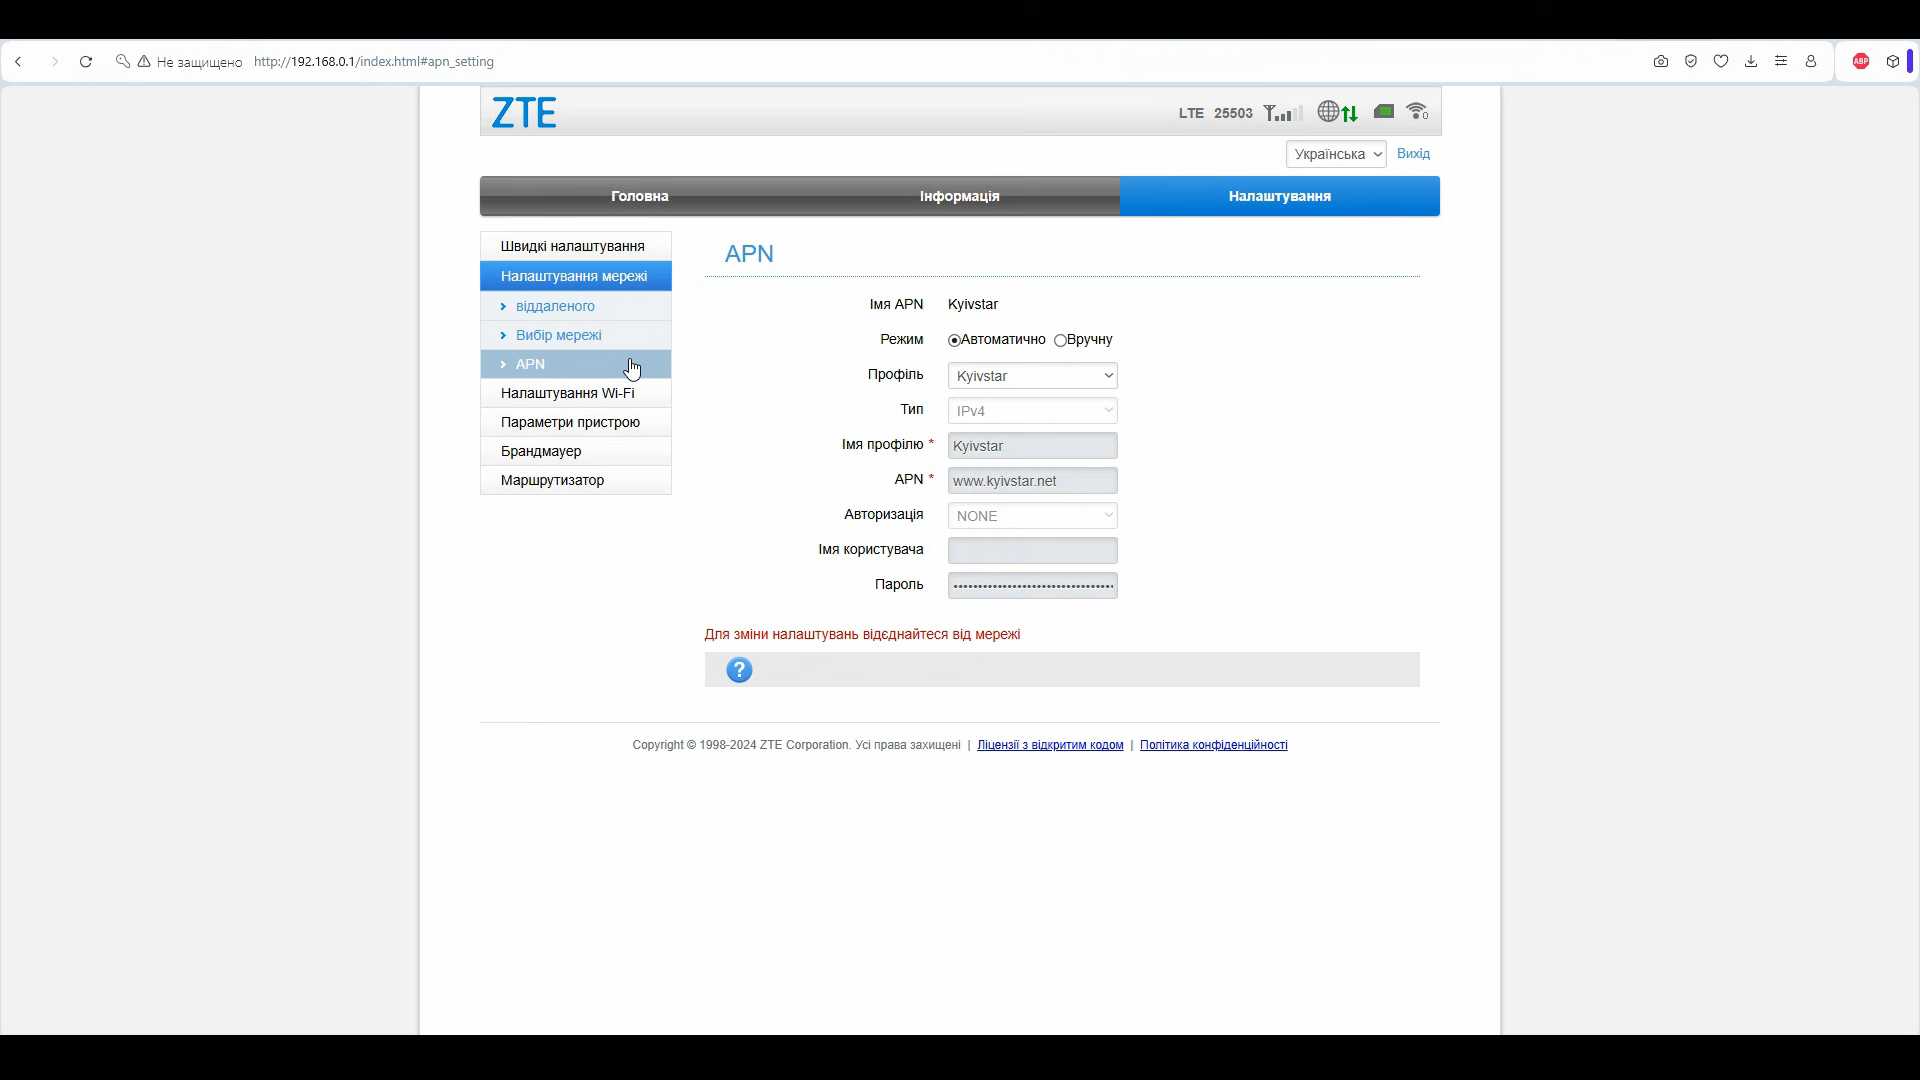 Не защищено http://192.168.0.1/index.html#apn_setting
ABP
ZTE
LTE 25503
0
Українська Вихід
Головна Інформація Налаштування
Швидкі налаштування
Налаштування мережі
віддаленого
Вибір мережі
APN
Налаштування Wi-Fi
Параметри пристрою
Брандмауер
Маршрутизатор
APN
Імя APN Kyivstar
Режим Автоматично Вручну
Профіль Kyivstar
Тип IPv4
Імя профілю * Kyivstar
APN * www.kyivstar.net
Авторизація NONE
Імя користувача
Пароль
Для зміни налаштувань відєднайтеся від мережі
?
Copyright © 1998-2024 ZTE Corporation. Усі права захищені | Ліцензії з відкритим кодом | Політика конфіденційності